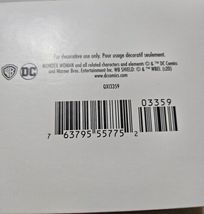 For decorative use only. Pour usage décoratif seulement.
WB DC
WONDER WOMAN and all related characters and elements © & ™ DC Comics
and Warner Bros. Entertainment Inc. WB SHIELD: © & ™ WBEI. (s20)
www.dccomics.com
QXI3359
03359
7 63795 55775 2